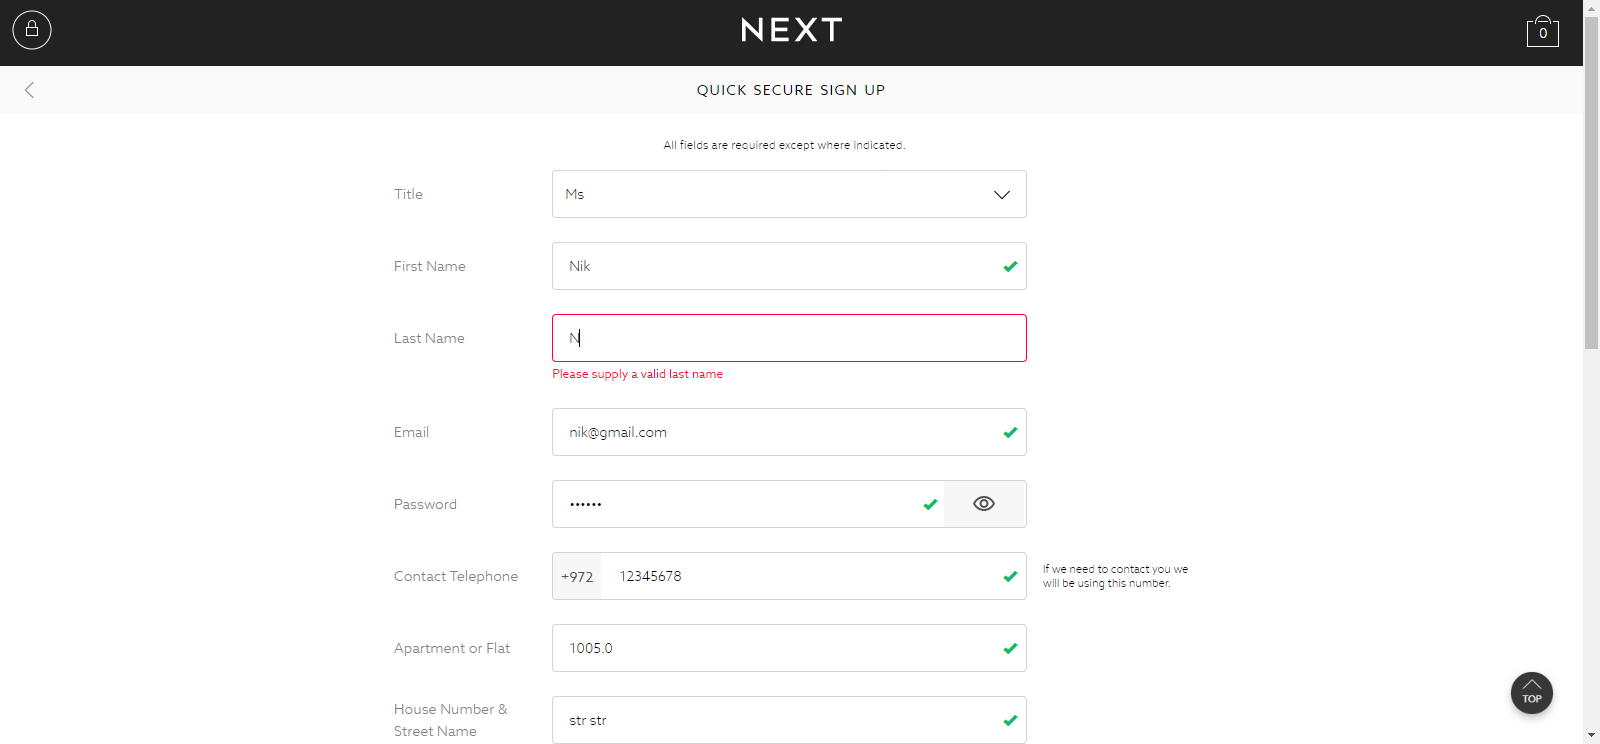 NEXT
0
QUICK SECURE SIGN UP
All fields are required except where indicated.
Title
Ms
First Name
Nik
Last Name
N
Please supply a valid last name
Email
nik@gmail.com
Password
••••••
Contact Telephone
+972
12345678
If we need to contact you we
will be using this number.
Apartment or Flat
1005.0
House Number &
Street Name
str str
TOP